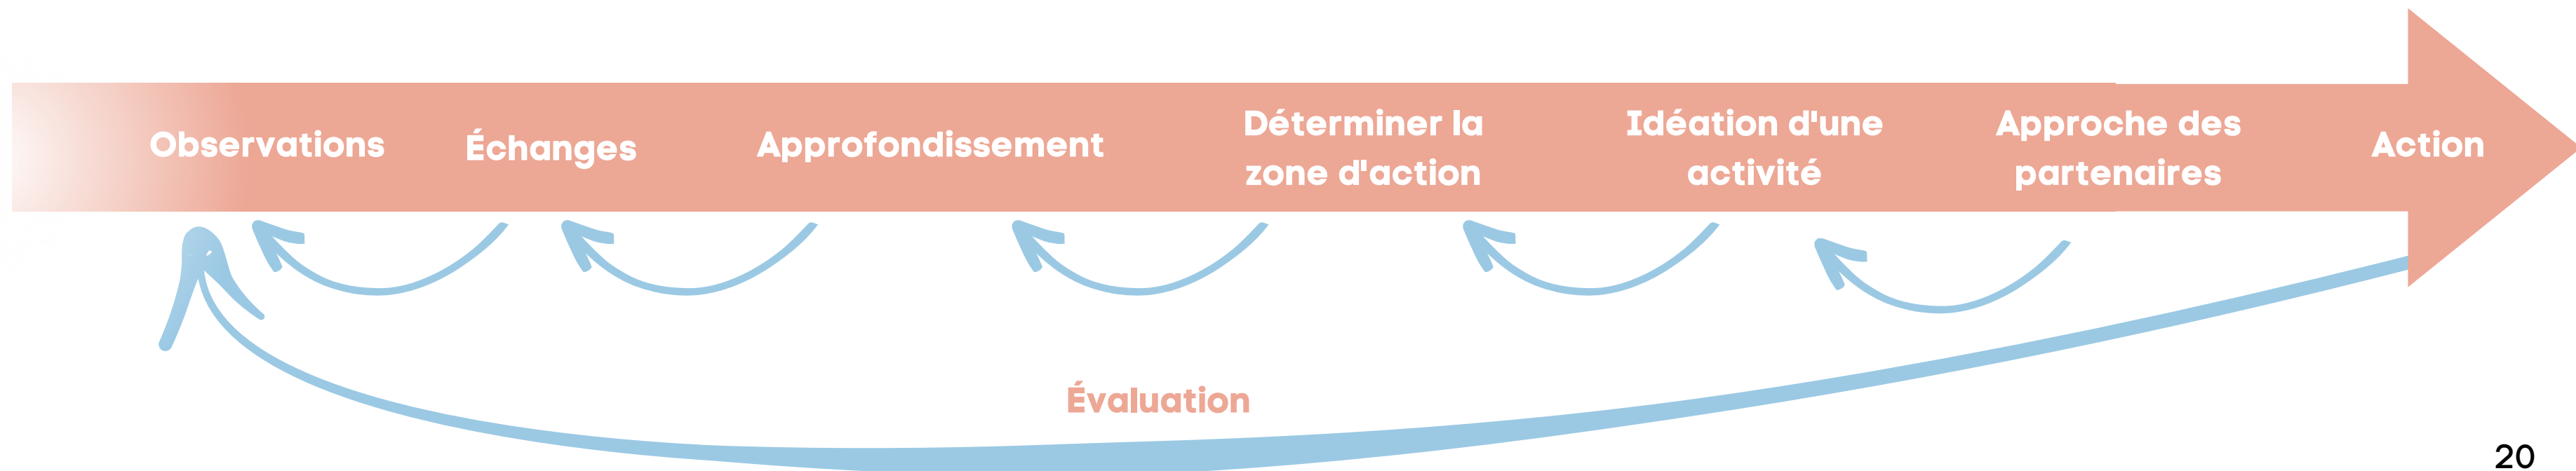 Observations
Échanges
Approfondissement
Déterminer la
zone d'action
Idéation d'une
activité
Approche des
partenaires
Action
Évaluation
20